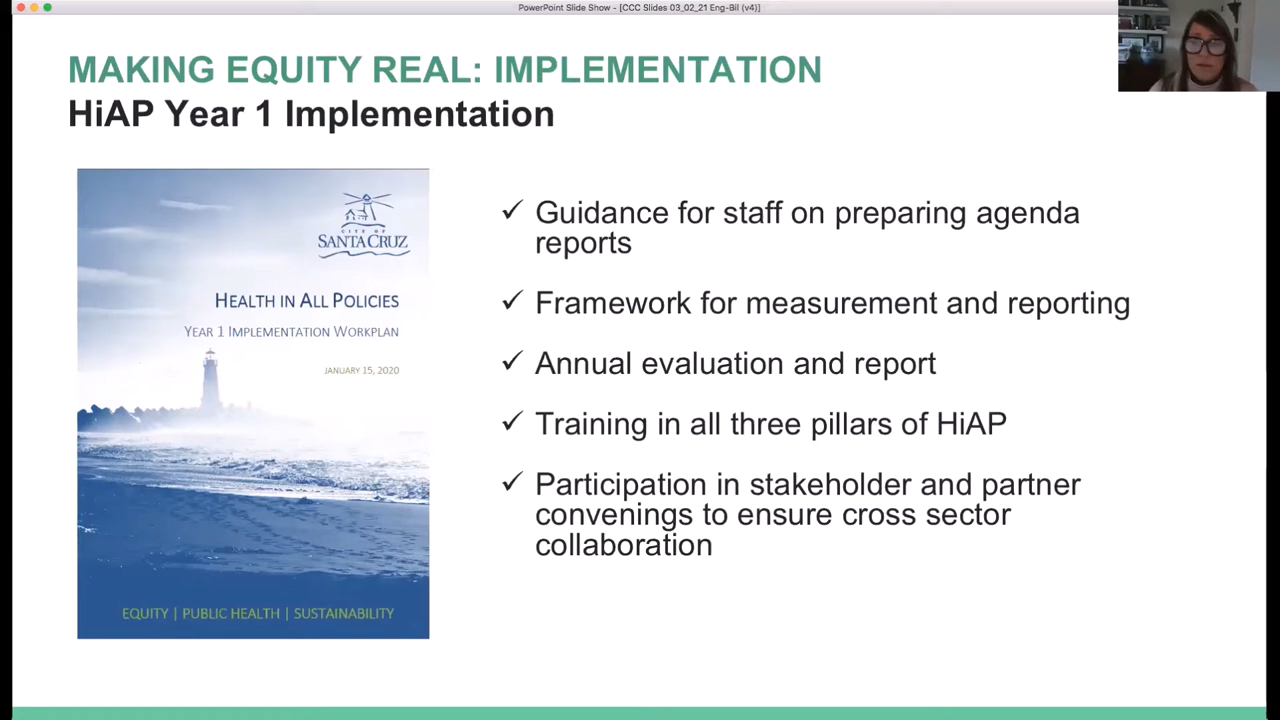 PowerPoint Slide Show - [CCC Slides 03_02_21 Eng-Bil (v4)]
MAKING EQUITY REAL: IMPLEMENTATION
HiAP Year 1 Implementation
CITY OF
SANTA CRUZ
HEALTH IN ALL POLICIES
YEAR 1 IMPLEMENTATION WORKPLAN
JANUARY 15, 2020
EQUITY | PUBLIC HEALTH | SUSTAINABILITY
✓ Guidance for staff on preparing agenda
reports
✓ Framework for measurement and reporting
✓ Annual evaluation and report
✓ Training in all three pillars of HiAP
✓ Participation in stakeholder and partner
convenings to ensure cross sector
collaboration